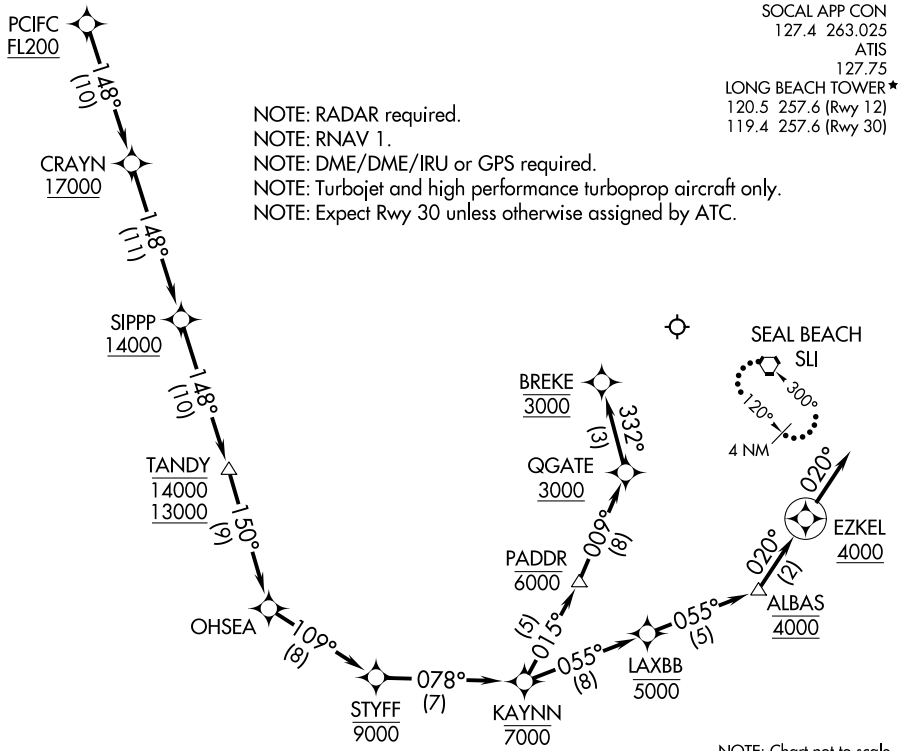 PCIFC
FL200
SOCAL APP CON
127.4 263.025
ATIS
127.75
LONG BEACH TOWER★
120.5 257.6 (Rwy 12)
119.4 257.6 (Rwy 30)
148°
(10)
NOTE: RADAR required.
NOTE: RNAV 1.
NOTE: DME/DME/IRU or GPS required.
NOTE: Turbojet and high performance turboprop aircraft only.
NOTE: Expect Rwy 30 unless otherwise assigned by ATC.
CRAYN
17000
148°
(11)
SIPPP
14000
148°
(10)
SEAL BEACH
SLI
300°
120°
4 NM
BREKE
3000
332°
(3)
QGATE
3000
TANDY
14000
13000
150°
(9)
009°
(8)
PADDR
6000
020°
EZKEL
4000
020°
(2)
ALBAS
4000
OHSEA
109°
(8)
(5)
015°
055°
(5)
LAXBB
5000
055°
(8)
078°
(7)
STYFF
9000
KAYNN
7000
NOTE: Chart not to scale